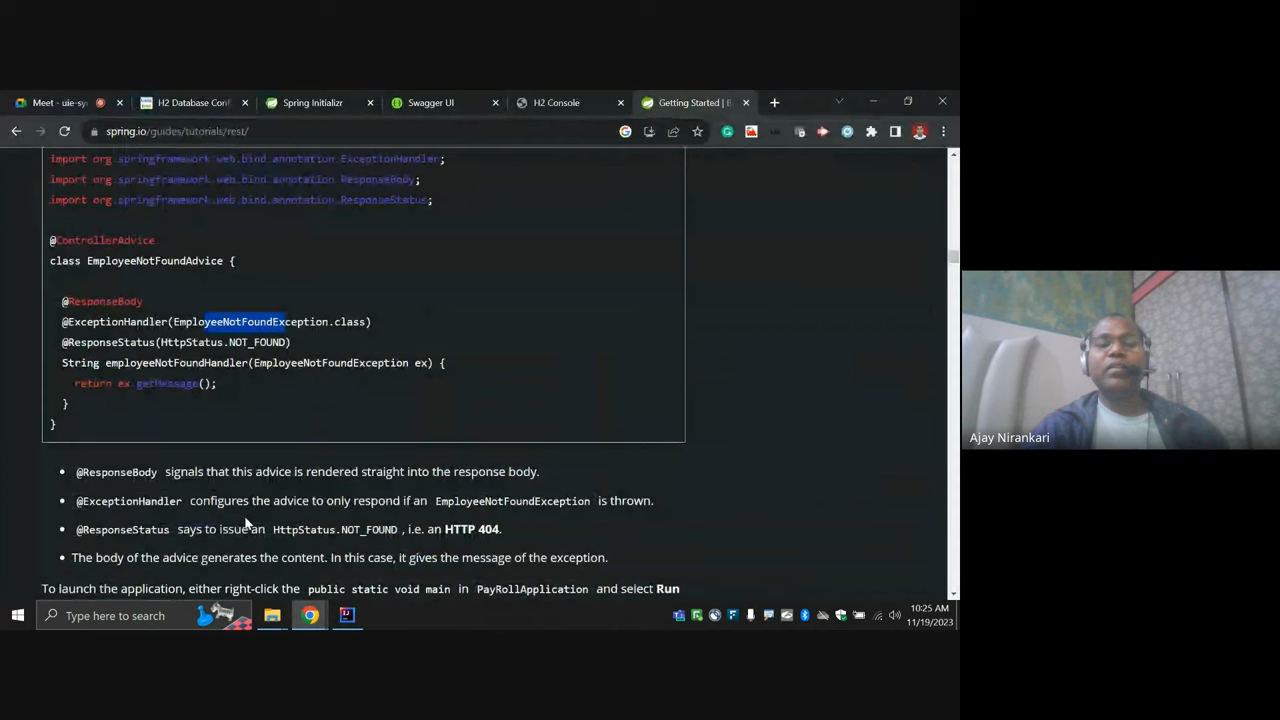 Meet - uie-sy
H2 Database Conf
Spring Initializr
Swagger UI
H2 Console
Getting Started | B
spring.io/guides/tutorials/rest/
import org.springframework.web.bind.annotation.ExceptionHandler;
import org.springframework.web.bind.annotation.ResponseBody;
import org.springframework.web.bind.annotation.ResponseStatus;
@ControllerAdvice
class EmployeeNotFoundAdvice {
@ResponseBody
@ExceptionHandler(EmployeeNotFoundException.class)
@ResponseStatus(HttpStatus.NOT_FOUND)
String employeeNotFoundHandler(EmployeeNotFoundException ex) {
return ex.getMessage();
}
}
• @ResponseBody signals that this advice is rendered straight into the response body.
• @ExceptionHandler configures the advice to only respond if an EmployeeNotFoundException is thrown.
• @ResponseStatus says to issue an HttpStatus.NOT_FOUND, i.e. an HTTP 404.
• The body of the advice generates the content. In this case, it gives the message of the exception.
To launch the application, either right-click the public static void main in PayRollApplication and select Run
Type here to search
10:25 AM
11/19/2023
Ajay Nirankari